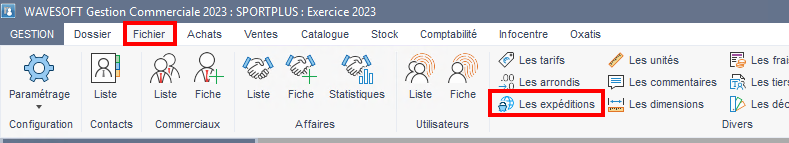 WAVESOFT Gestion Commerciale 2023 : SPORTPLUS : Exercice 2023
GESTION Dossier Fichier Achats Ventes Catalogue Stock Comptabilité Infocentre Oxatis
Les tarifs Les unités Les frai
.00 Les arrondis Les commentaires Les tiers
Paramétrage Liste Liste Fiche Liste Fiche Statistiques Liste Fiche Les expéditions Les dimensions Les déc
Configuration Contacts Commerciaux Affaires Utilisateurs Divers